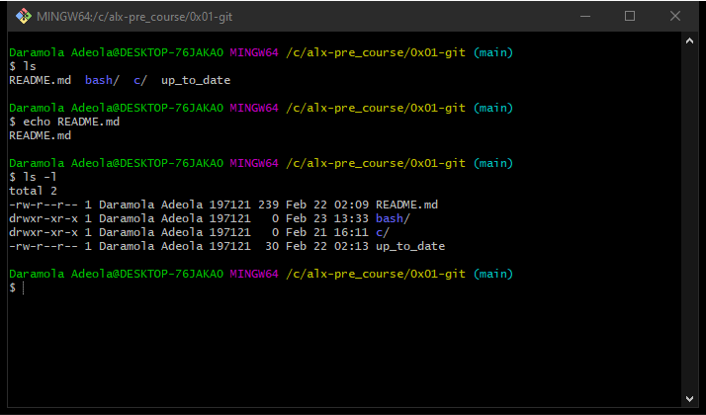 MINGW64:/c/alx-pre_course/0x01-git
Daramola Adeola@DESKTOP-76JAKAO MINGW64 /c/alx-pre_course/0x01-git (main)
$ ls
README.md  bash/  c/  up_to_date
Daramola Adeola@DESKTOP-76JAKAO MINGW64 /c/alx-pre_course/0x01-git (main)
$ echo README.md
README.md
Daramola Adeola@DESKTOP-76JAKAO MINGW64 /c/alx-pre_course/0x01-git (main)
$ ls -l
total 2
-rw-r--r-- 1 Daramola Adeola 197121 239 Feb 22 02:09 README.md
drwxr-xr-x 1 Daramola Adeola 197121   0 Feb 23 13:33 bash/
drwxr-xr-x 1 Daramola Adeola 197121   0 Feb 21 16:11 c/
-rw-r--r-- 1 Daramola Adeola 197121  30 Feb 22 02:13 up_to_date
Daramola Adeola@DESKTOP-76JAKAO MINGW64 /c/alx-pre_course/0x01-git (main)
$